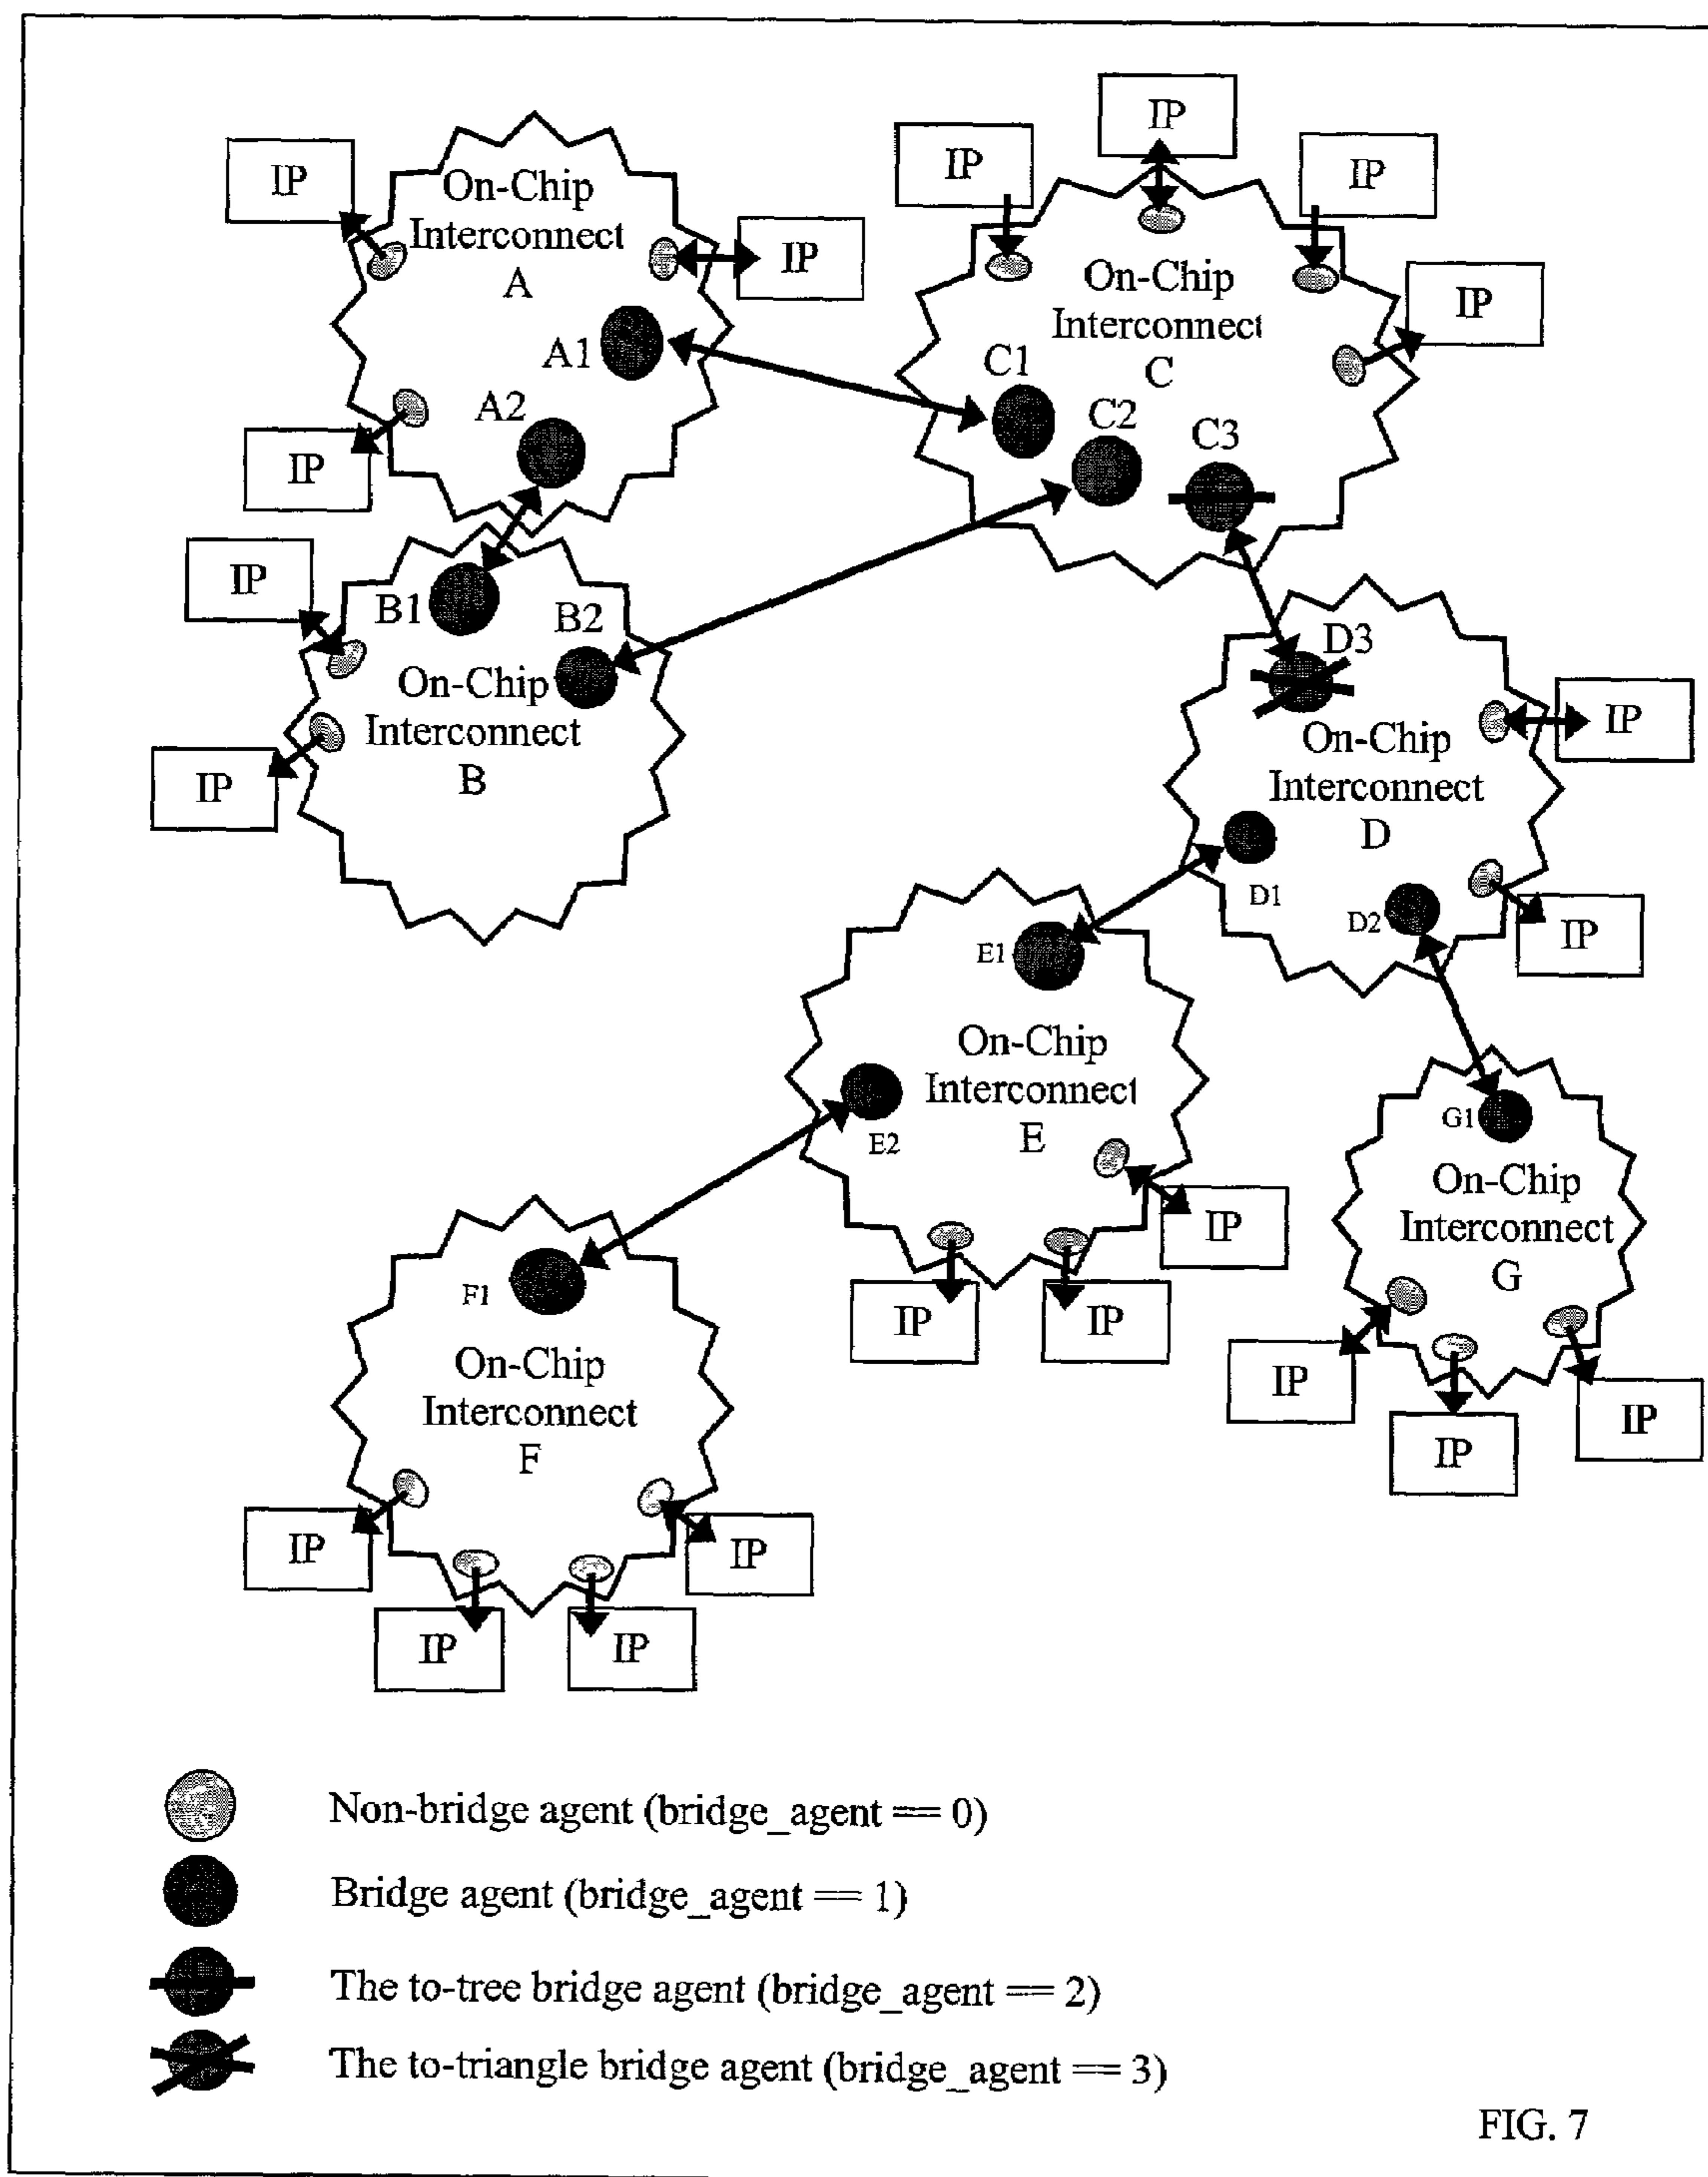 IP
IP
IP
IP
On-Chip
Interconnect
A
IP
IP
A1
A2
IP
On-Chip
Interconnect
C
C1
C2
C3
IP
IP
B1
B2
On-Chip
Interconnect
B
IP
D3
On-Chip
Interconnect
D
IP
D1
D2
IP
E1
On-Chip
Interconnect
E
E2
IP
IP
IP
G1
On-Chip
Interconnect
G
IP
IP
IP
F1
On-Chip
Interconnect
F
IP
IP
IP
IP
Non-bridge agent (bridge_agent == 0)
Bridge agent (bridge_agent == 1)
The to-tree bridge agent (bridge_agent == 2)
The to-triangle bridge agent (bridge_agent == 3)
FIG. 7